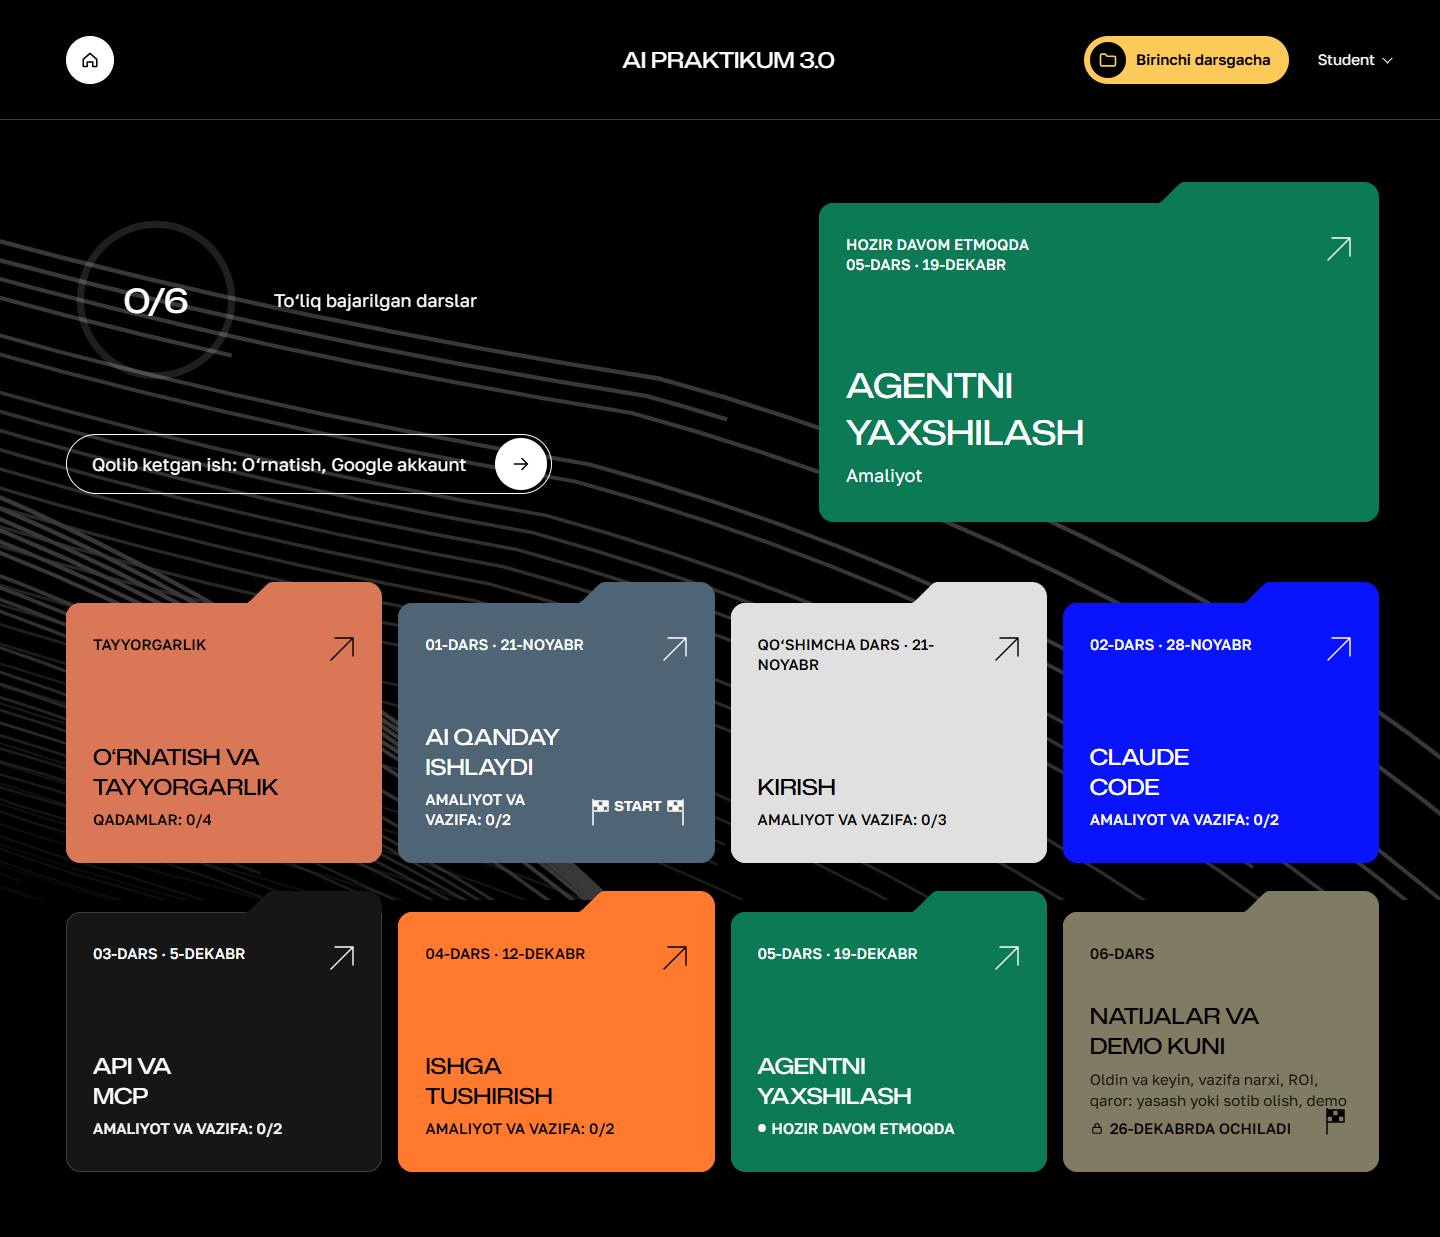 AI PRAKTIKUM 3.0
Birinchi darsgacha
Student
0/6
Toʻliq bajarilgan darslar
Qolib ketgan ish: Oʻrnatish, Google akkaunt
HOZIR DAVOM ETMOQDA
05-DARS · 19-DEKABR
AGENTNI
YAXSHILASH
Amaliyot
TAYYORGARLIK
OʻRNATISH VA
TAYYORGARLIK
QADAMLAR: 0/4
01-DARS · 21-NOYABR
AI QANDAY
ISHLAYDI
AMALIYOT VA
VAZIFA: 0/2
START
QOʻSHIMCHA DARS · 21-
NOYABR
KIRISH
AMALIYOT VA VAZIFA: 0/3
02-DARS · 28-NOYABR
CLAUDE
CODE
AMALIYOT VA VAZIFA: 0/2
03-DARS · 5-DEKABR
API VA
MCP
AMALIYOT VA VAZIFA: 0/2
04-DARS · 12-DEKABR
ISHGA
TUSHIRISH
AMALIYOT VA VAZIFA: 0/2
05-DARS · 19-DEKABR
AGENTNI
YAXSHILASH
HOZIR DAVOM ETMOQDA
06-DARS
NATIJALAR VA
DEMO KUNI
Oldin va keyin, vazifa narxi, ROI,
qaror: yasash yoki sotib olish, demo
26-DEKABRDA OCHILADI